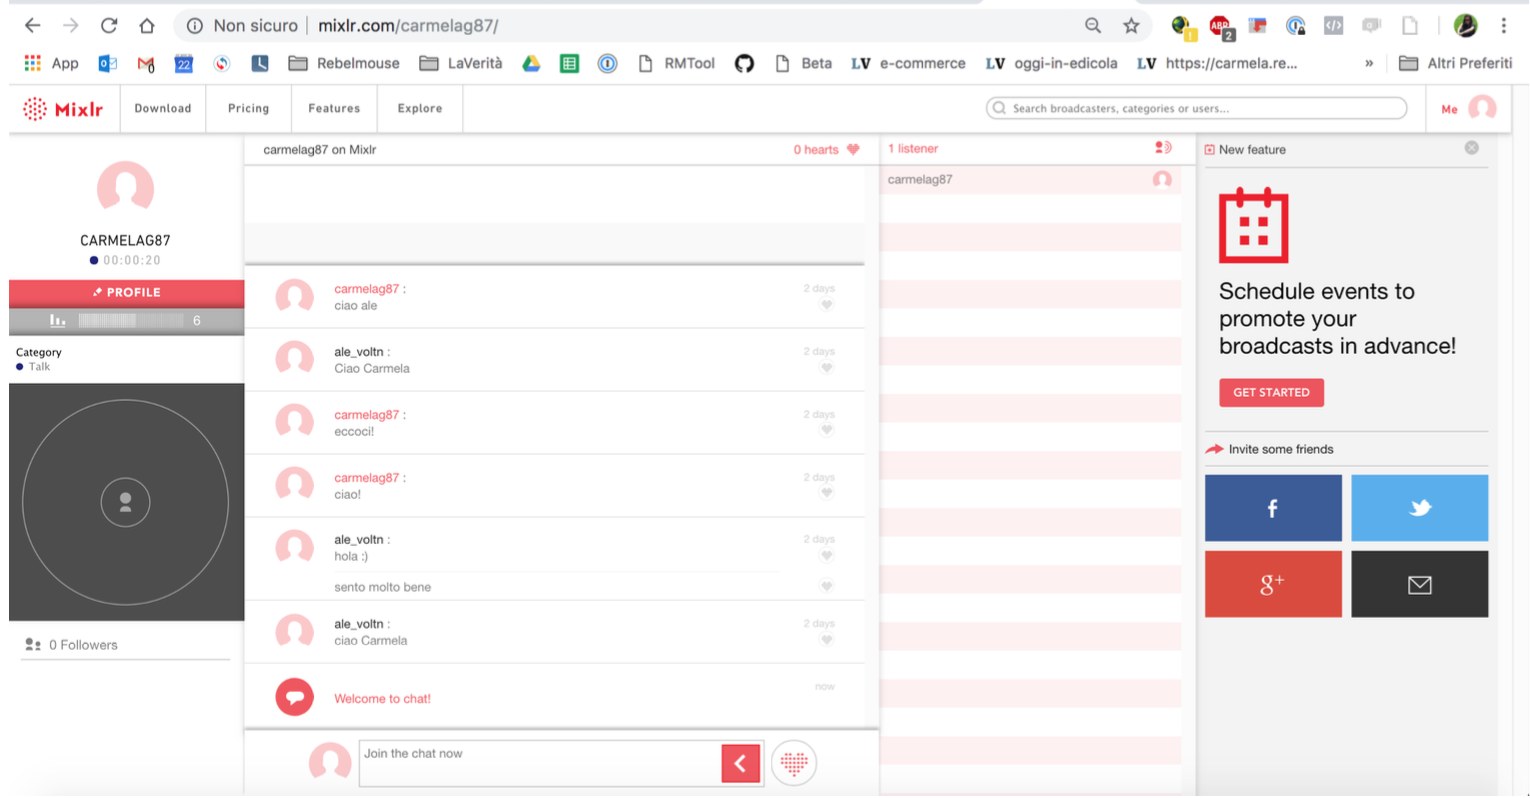 Non sicuro | mixlr.com/carmelag87/
1
ABP
2
App
22
Rebelmouse
LaVerità
RMTool
Beta
LV e-commerce
LV oggi-in-edicola
LV https://carmela.re...
»
Altri Preferiti
Mixlr
Download
Pricing
Features
Explore
Search broadcasters, categories or users...
Me
CARMELAG87
00:00:20
PROFILE
6
Category
Talk
0 Followers
carmelag87 on Mixlr
0 hearts
carmelag87 :
2 days
ciao ale
ale_voltn :
2 days
Ciao Carmela
carmelag87 :
2 days
eccoci!
carmelag87 :
2 days
ciao!
ale_voltn :
2 days
hola :)
sento molto bene
ale_voltn :
2 days
ciao Carmela
Welcome to chat!
now
Join the chat now
1 listener
carmelag87
New feature
Schedule events to
promote your
broadcasts in advance!
GET STARTED
Invite some friends
f
g+